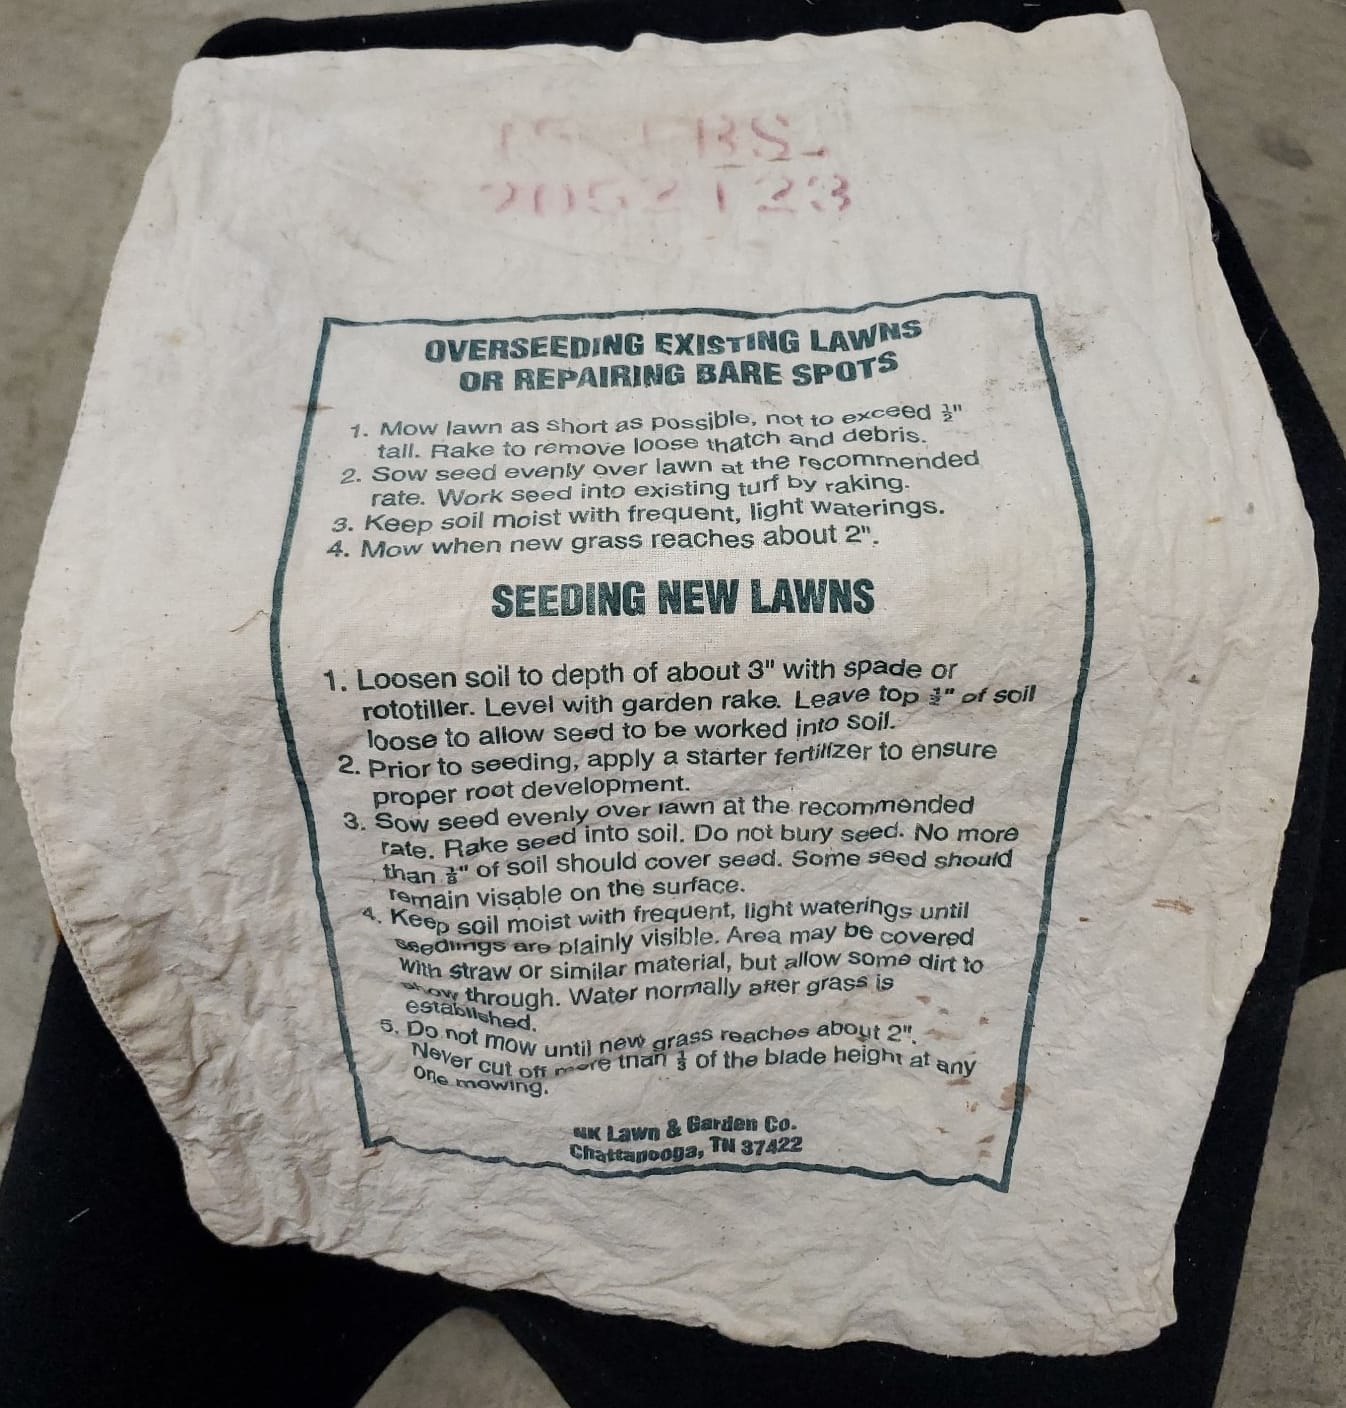 LBS.
OVERSEEDING EXISTING LAWNS
OR REPAIRING BARE SPOTS
1. Mow lawn as short as possible, not to exceed ½"
tall. Rake to remove loose thatch and debris.
2. Sow seed evenly over lawn at the recommended
rate. Work seed into existing turf by raking.
3. Keep soil moist with frequent, light waterings.
4. Mow when new grass reaches about 2".
SEEDING NEW LAWNS
1. Loosen soil to depth of about 3" with spade or
rototiller. Level with garden rake. Leave top of soil
loose to allow seed to be worked into soil.
2. Prior to seeding, apply a starter fertilizer to ensure
proper root development.
3. Sow seed evenly over lawn at the recommended
rate. Rake seed into soil. Do not bury seed. No more
than of soil should cover seed. Some seed should
remain visable on the surface.
4. Keep soil moist with frequent, light waterings until
seedlings are plainly visible. Area may be covered
with straw or similar material, but allow some dirt to
show through. Water normally after grass is
established.
5. Do not mow until new grass reaches about 2".
Never cut off more than ⅓ of the blade height at any
one mowing.
NK Lawn & Garden Co.
Chattanooga, TN 37422